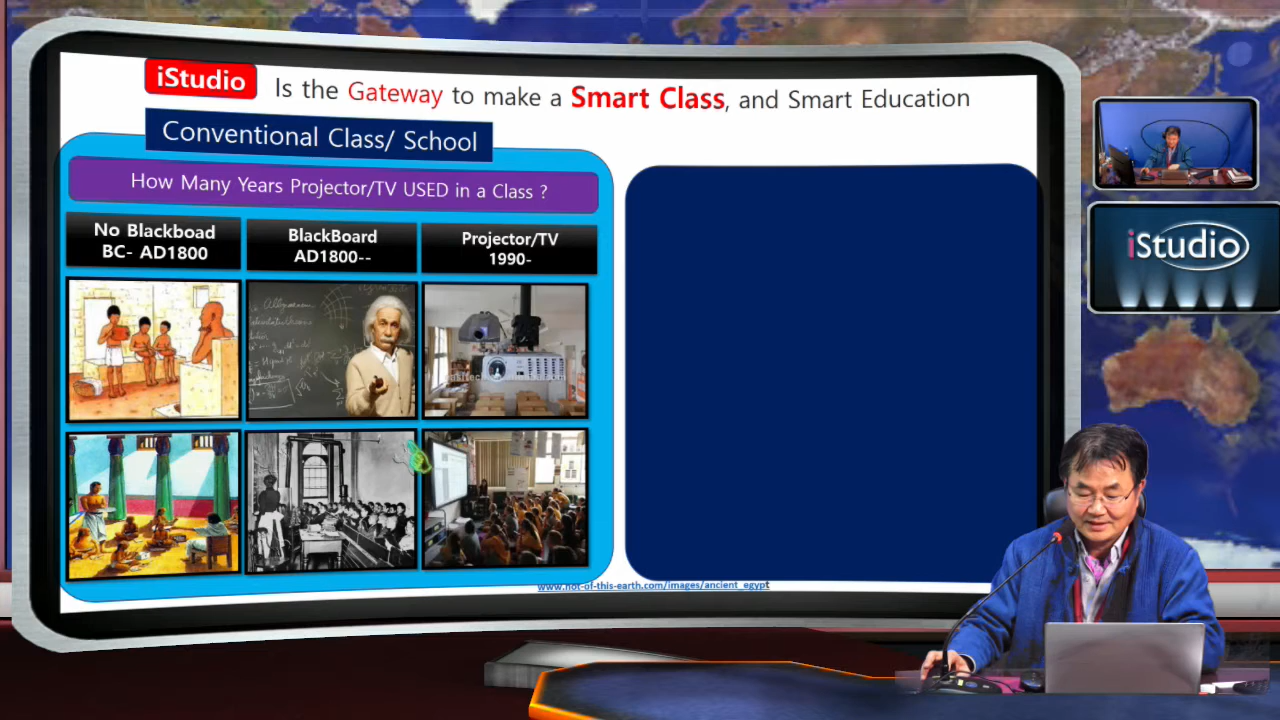 iStudio Is the Gateway to make a Smart Class, and Smart Education
Conventional Class/ School
How Many Years Projector/TV USED in a Class ?
No Blackboad
BC- AD1800
BlackBoard
AD1800--
Projector/TV
1990-
www.not-of-this-earth.com/images/ancient_egypt
iStudio